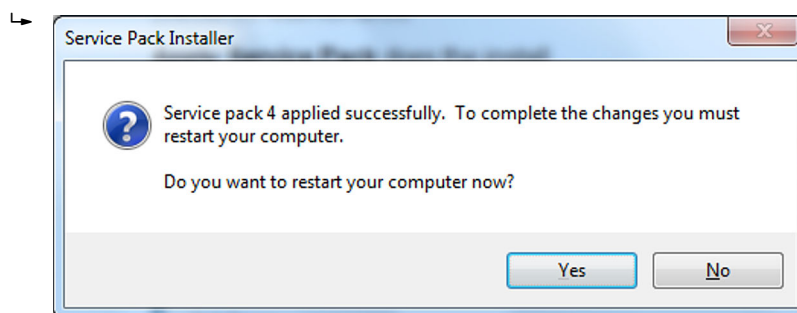 Service Pack Installer
Service pack 4 applied successfully.  To complete the changes you must
restart your computer.
Do you want to restart your computer now?
Yes
No